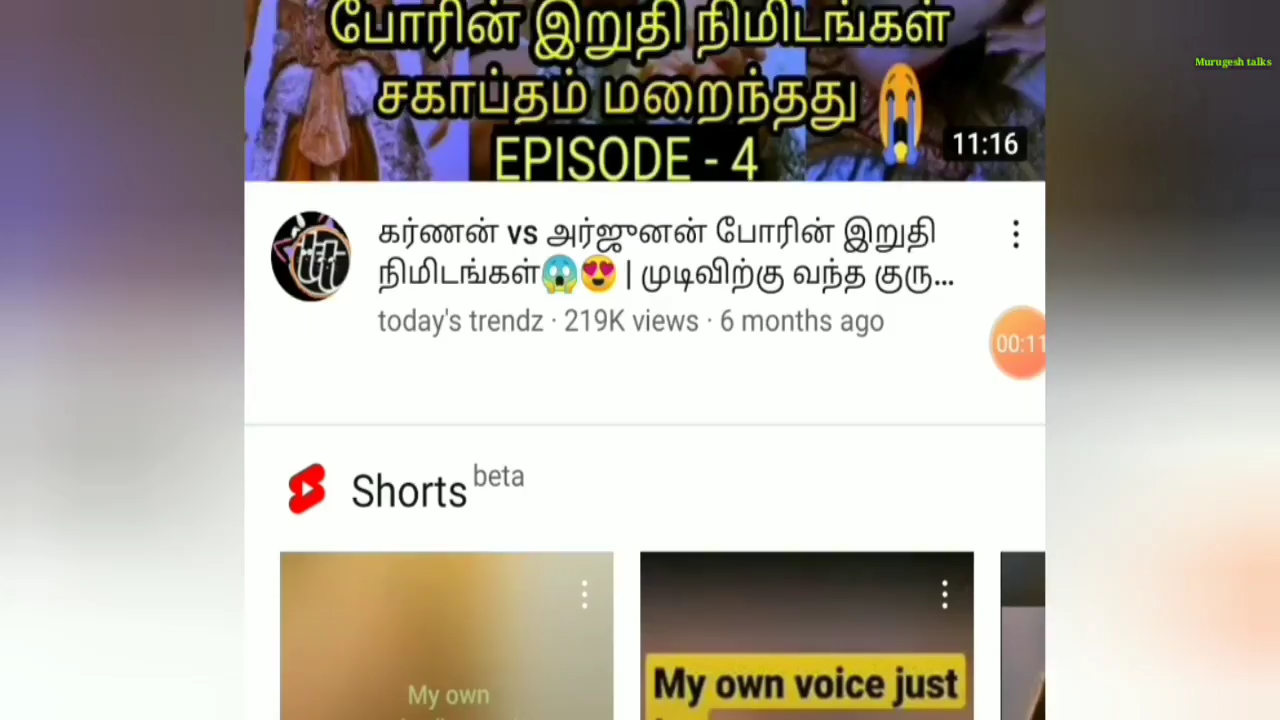 போரின் இறுதி நிமிடங்கள்
Murugesh talks
சகாப்தம் மறைந்தது
11:16
EPISODE - 4
கர்ணன் vs அர்ஜுனன் போரின் இறுதி
நிமிடங்கள்😱😍 | முடிவிற்கு வந்த குரு...
today's trendz · 219K views · 6 months ago
00:11
Shorts beta
My own
My own voice just